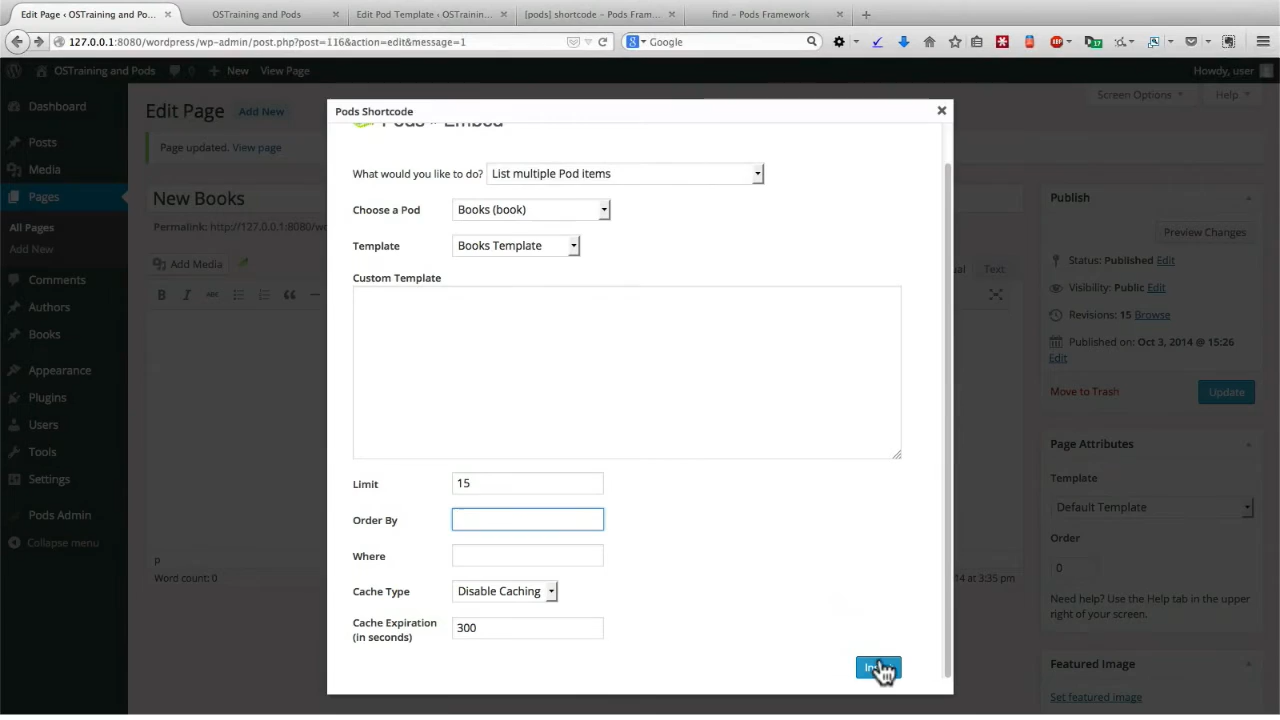 Edit Page < OSTraining and Po...
OSTraining and Pods
Edit Pod Template < OSTrainin...
[pods] shortcode – Pods Fram...
find – Pods Framework
127.0.0.1:8080/wordpress/wp-admin/post.php?post=116&action=edit&message=1
Google
OSTraining and Pods
New
View Page
Howdy, user
Dashboard
Posts
Media
Pages
All Pages
Add New
Comments
Authors
Books
Appearance
Plugins
Users
Tools
Settings
Pods Admin
Collapse menu
Edit Page
Add New
Screen Options
Help
Page updated. View page
New Books
Permalink: http://127.0.0.1:8080/w
Add Media
Text
B I ABC
P
Word count: 0
14 at 3:35 pm
Pods Shortcode
Pods » Embed
What would you like to do? List multiple Pod items
Choose a Pod Books (book)
Template Books Template
Custom Template
Limit 15
Order By
Where
Cache Type Disable Caching
Cache Expiration
(in seconds)
300
Publish
Preview Changes
Status: Published Edit
Visibility: Public Edit
Revisions: 15 Browse
Published on: Oct 3, 2014 @ 15:26
Edit
Move to Trash
Update
Page Attributes
Template
Default Template
Order
0
Need help? Use the Help tab in the upper
right of your screen.
Featured Image
Set featured image